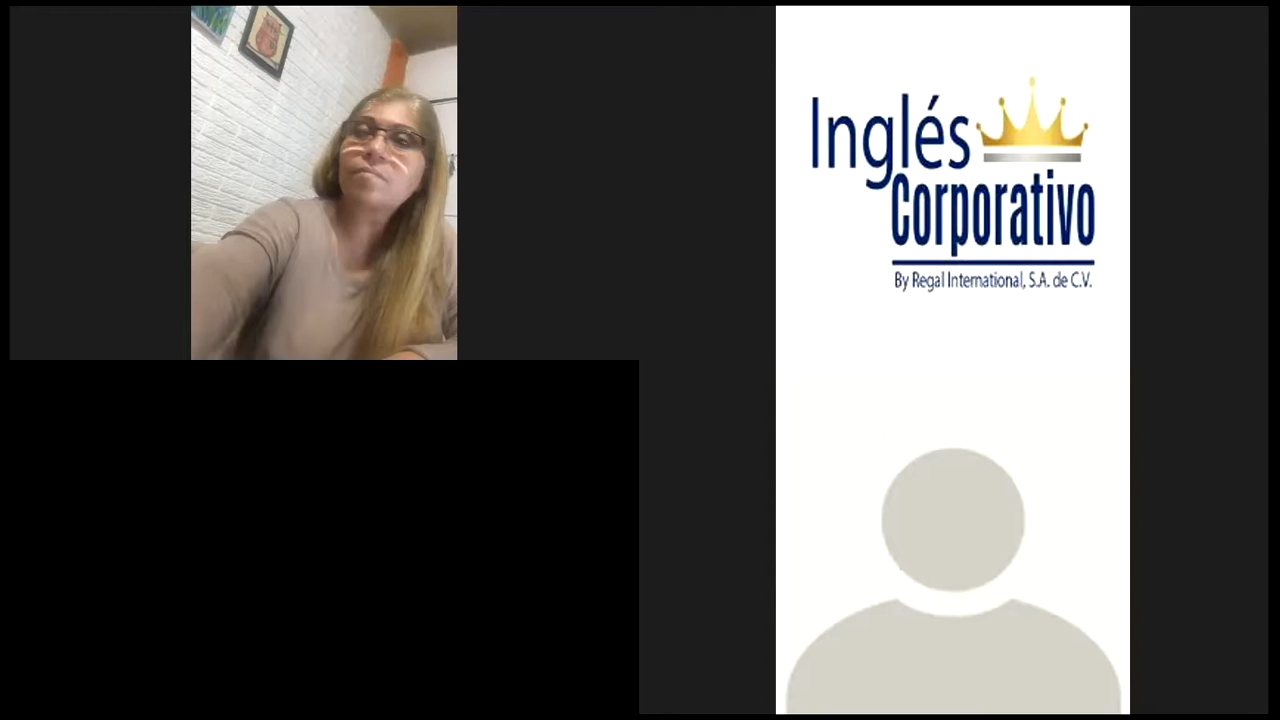 Inglés
Corporativo
By Regal International, S.A. de C.V.